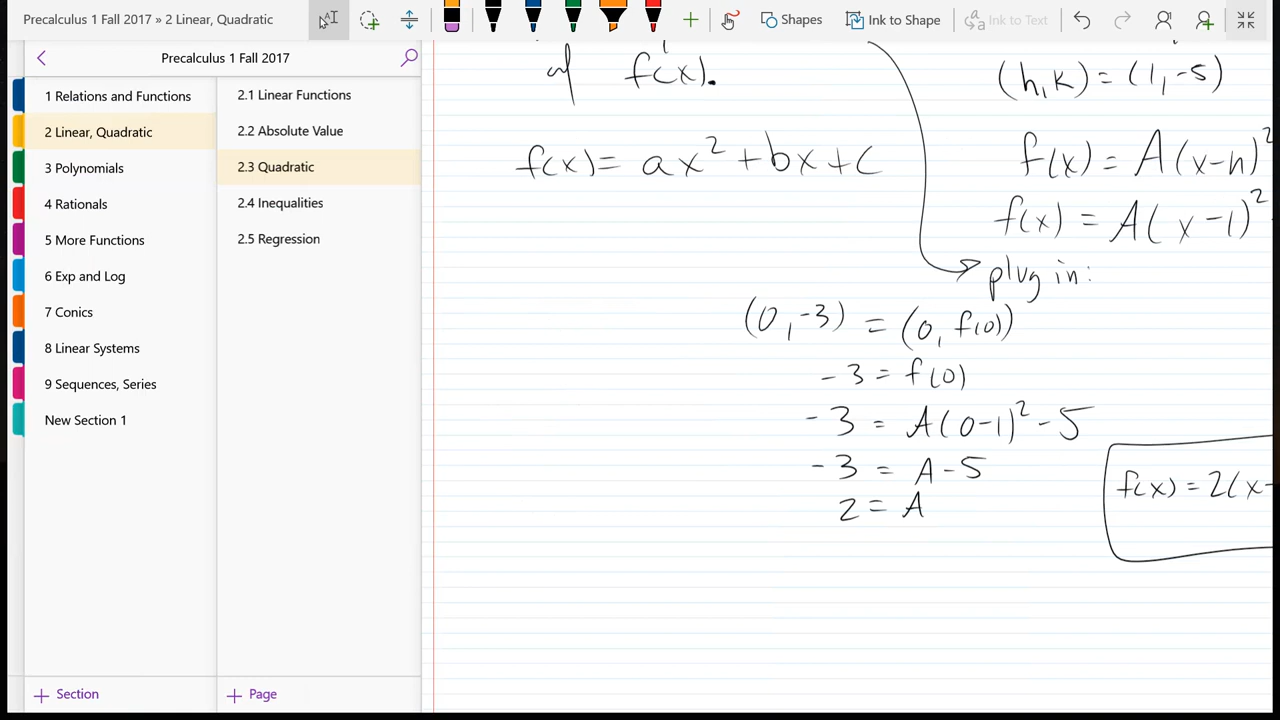 Precalculus 1 Fall 2017 » 2 Linear, Quadratic
Shapes
Ink to Shape
Ink to Text
Precalculus 1 Fall 2017
1 Relations and Functions
2 Linear, Quadratic
3 Polynomials
4 Rationals
5 More Functions
6 Exp and Log
7 Conics
8 Linear Systems
9 Sequences, Series
New Section 1
Section
2.1 Linear Functions
2.2 Absolute Value
2.3 Quadratic
2.4 Inequalities
2.5 Regression
Page
of f(x).
f(x) = ax² + bx + c
(h,k) = (1,-5)
f(x) = A(x-h)²
f(x) = A(x-1)²
plug in:
(0,-3) = (0, f(0))
-3 = f(0)
-3 = A(0-1)² - 5
-3 = A - 5
2 = A
f(x) = 2(x-